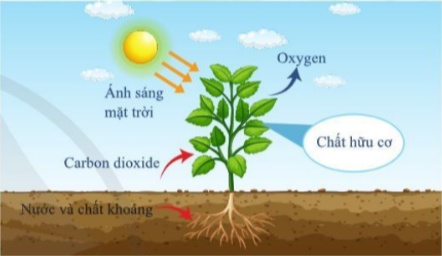 Oxygen
Ánh sáng
mặt trời
Chất hữu cơ
Carbon dioxide
Nước và chất khoáng